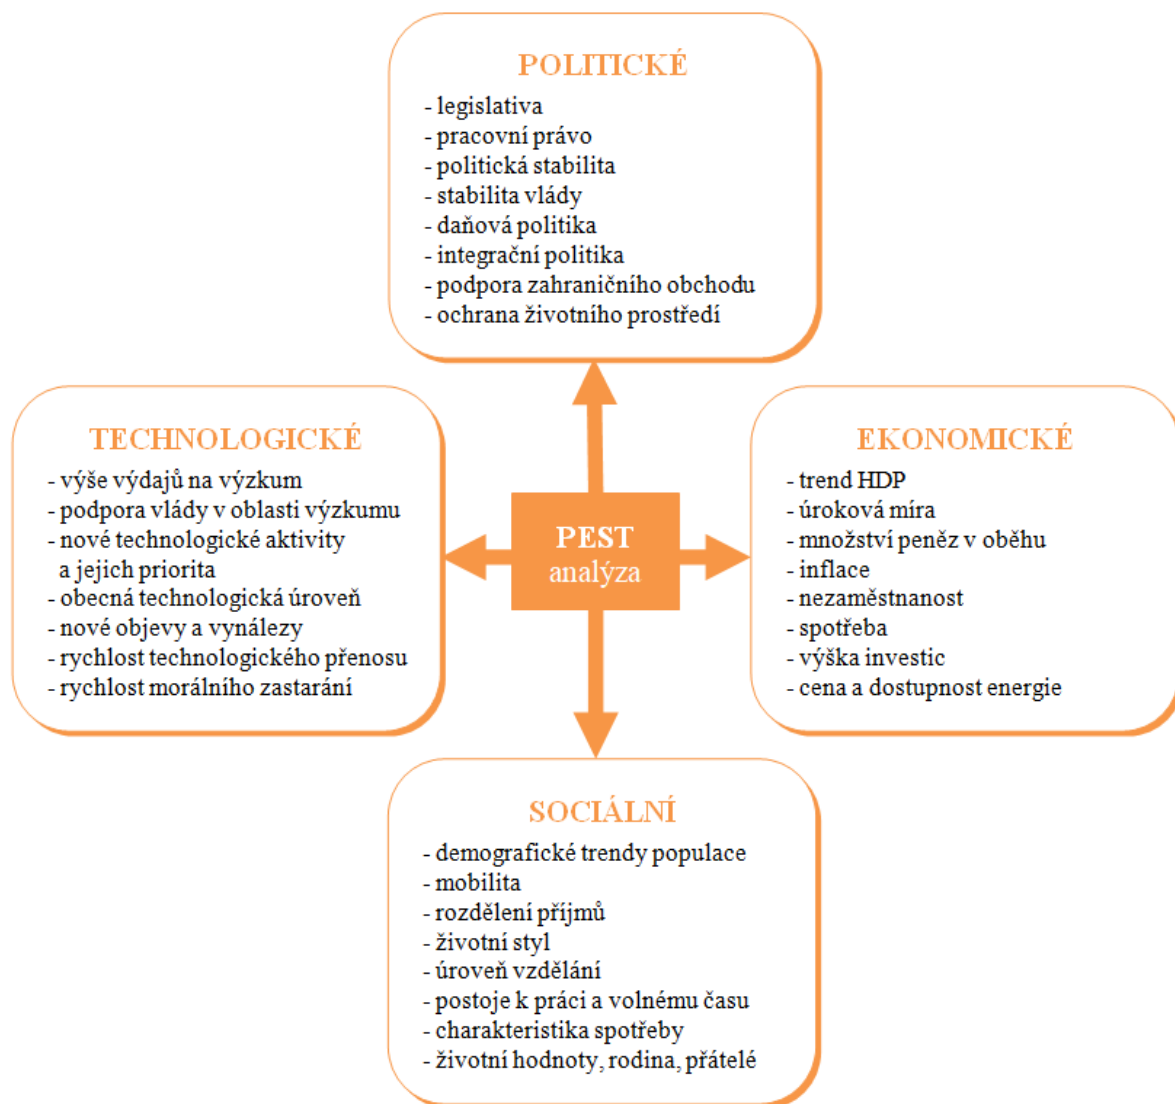 POLITICKÉ
- legislativa
- pracovní právo
- politická stabilita
- stabilita vlády
- daňová politika
- integrační politika
- podpora zahraničního obchodu
- ochrana životního prostředí
TECHNOLOGICKÉ
- výše výdajů na výzkum
- podpora vlády v oblasti výzkumu
- nové technologické aktivity
a jejich priorita
- obecná technologická úroveň
- nové objevy a vynálezy
- rychlost technologického přenosu
- rychlost morálního zastarání
PEST
analýza
EKONOMICKÉ
- trend HDP
- úroková míra
- množství peněz v oběhu
- inflace
- nezaměstnanost
- spotřeba
- výška investic
- cena a dostupnost energie
SOCIÁLNÍ
- demografické trendy populace
- mobilita
- rozdělení příjmů
- životní styl
- úroveň vzdělání
- postoje k práci a volnému času
- charakteristika spotřeby
- životní hodnoty, rodina, přátelé